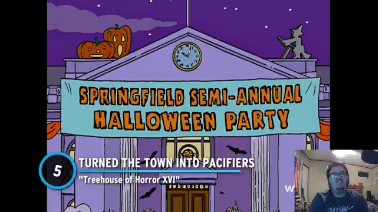 SPRINGFIELD SEMI-ANNUAL
HALLOWEEN PARTY
5
TURNED THE TOWN INTO PACIFIERS
"Treehouse of Horror XVI"
W